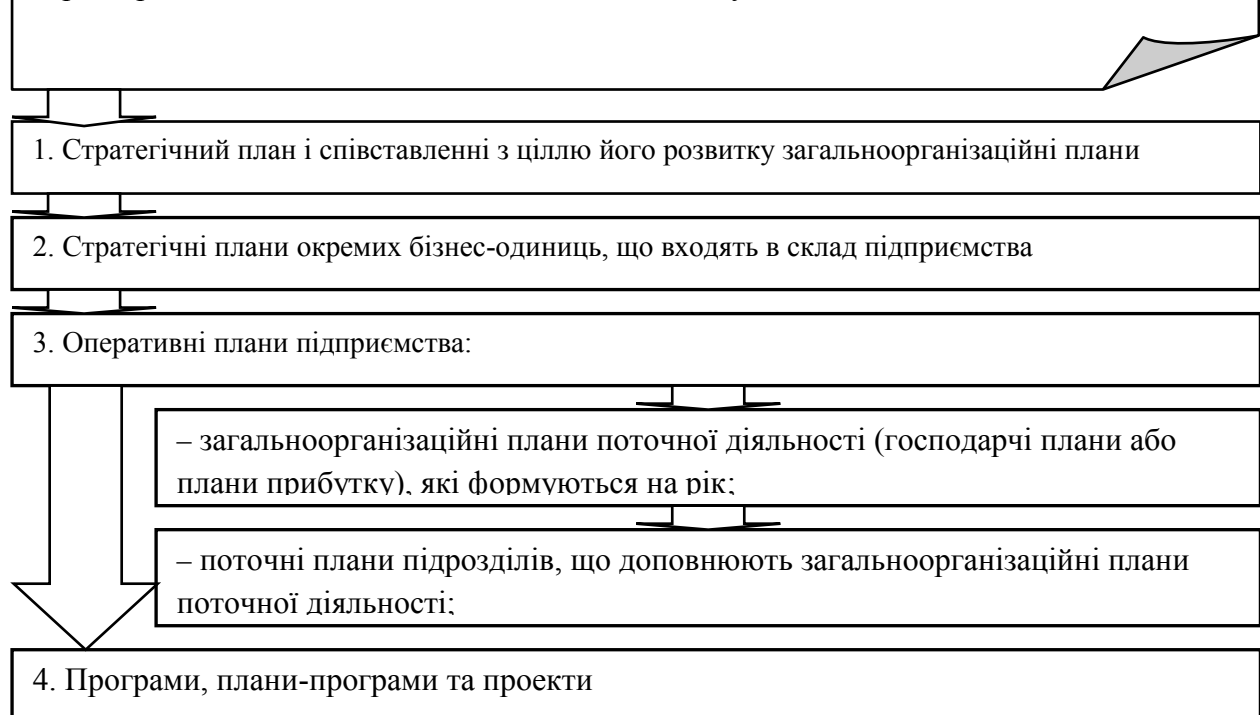 1. Стратегічний план і співставленні з ціллю його розвитку загальноорганізаційні плани
2. Стратегічні плани окремих бізнес-одиниць, що входять в склад підприємства
3. Оперативні плани підприємства:
– загальноорганізаційні плани поточної діяльності (господарчі плани або
плани прибутку), які формуються на рік;
– поточні плани підрозділів, що доповнюють загальноорганізаційні плани
поточної діяльності;
4. Програми, плани-програми та проекти